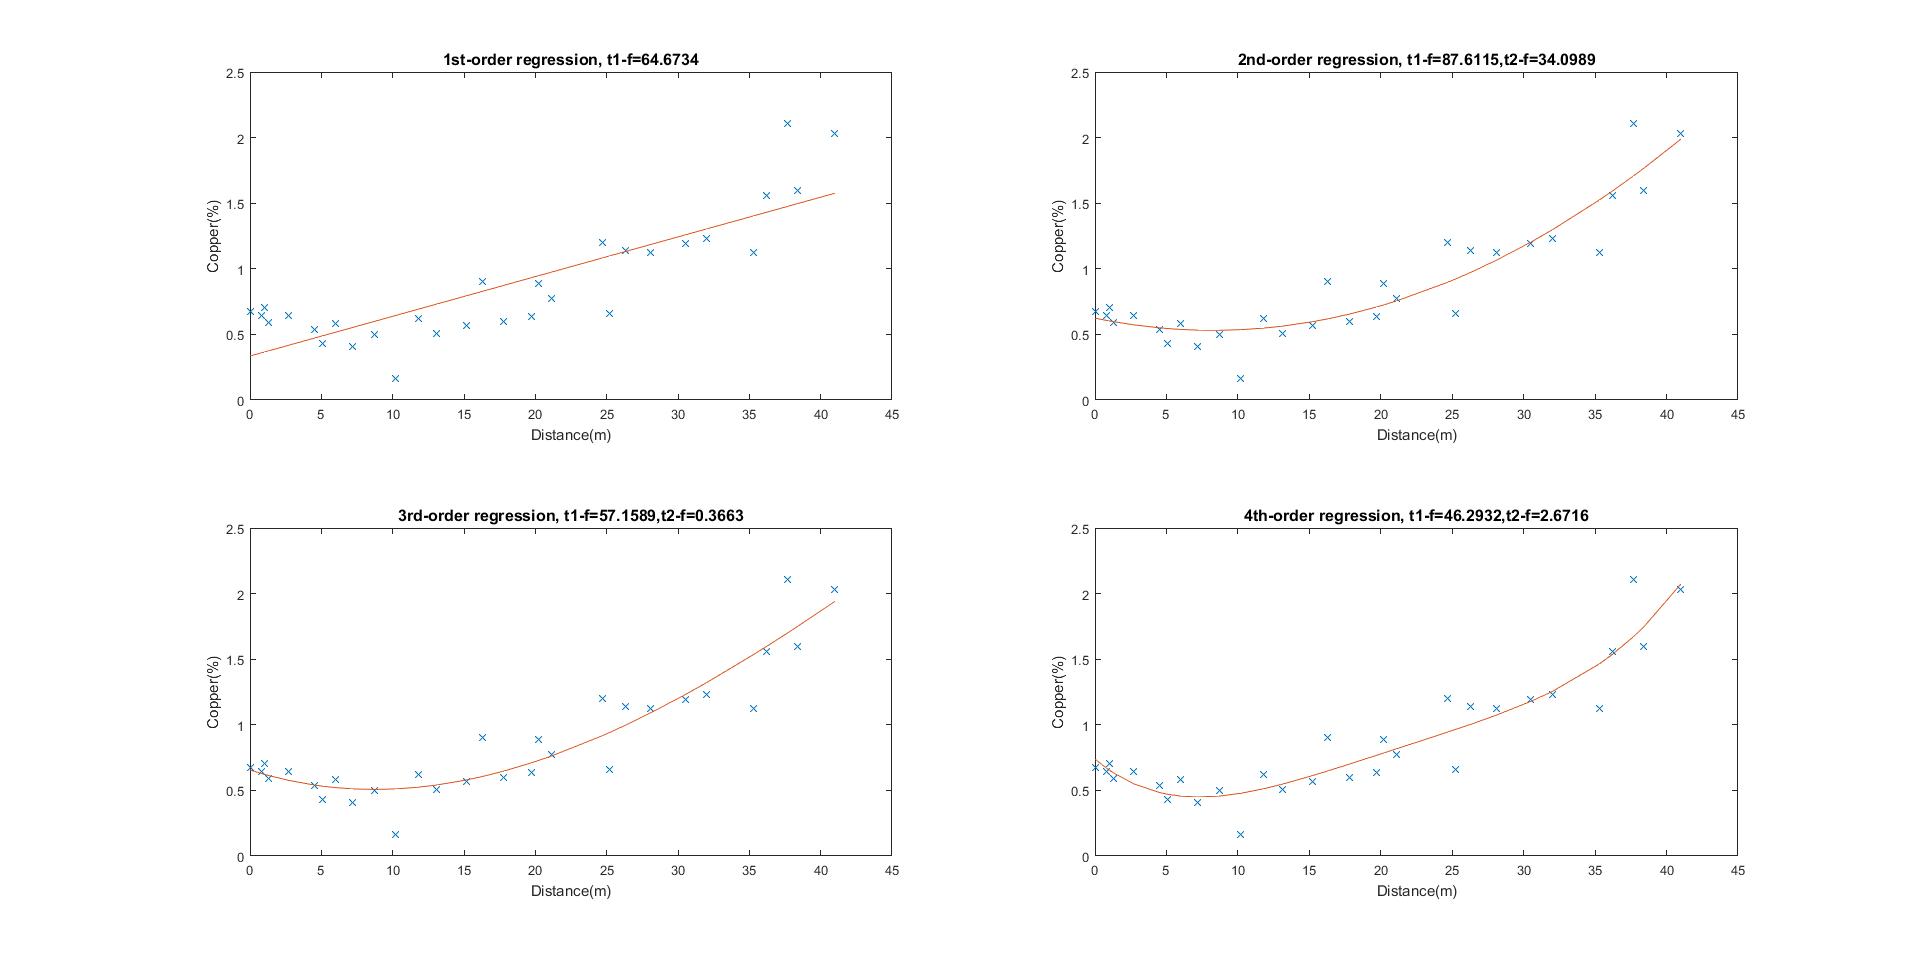 1st-order regression, t1-f=64.6734
2.5
2
1.5
1
0.5
0
Copper(%)
0 5 10 15 20 25 30 35 40 45
Distance(m)
2nd-order regression, t1-f=87.6115,t2-f=34.0989
2.5
2
1.5
1
0.5
0
Copper(%)
0 5 10 15 20 25 30 35 40 45
Distance(m)
3rd-order regression, t1-f=57.1589,t2-f=0.3663
2.5
2
1.5
1
0.5
0
Copper(%)
0 5 10 15 20 25 30 35 40 45
Distance(m)
4th-order regression, t1-f=46.2932,t2-f=2.6716
2.5
2
1.5
1
0.5
0
Copper(%)
0 5 10 15 20 25 30 35 40 45
Distance(m)